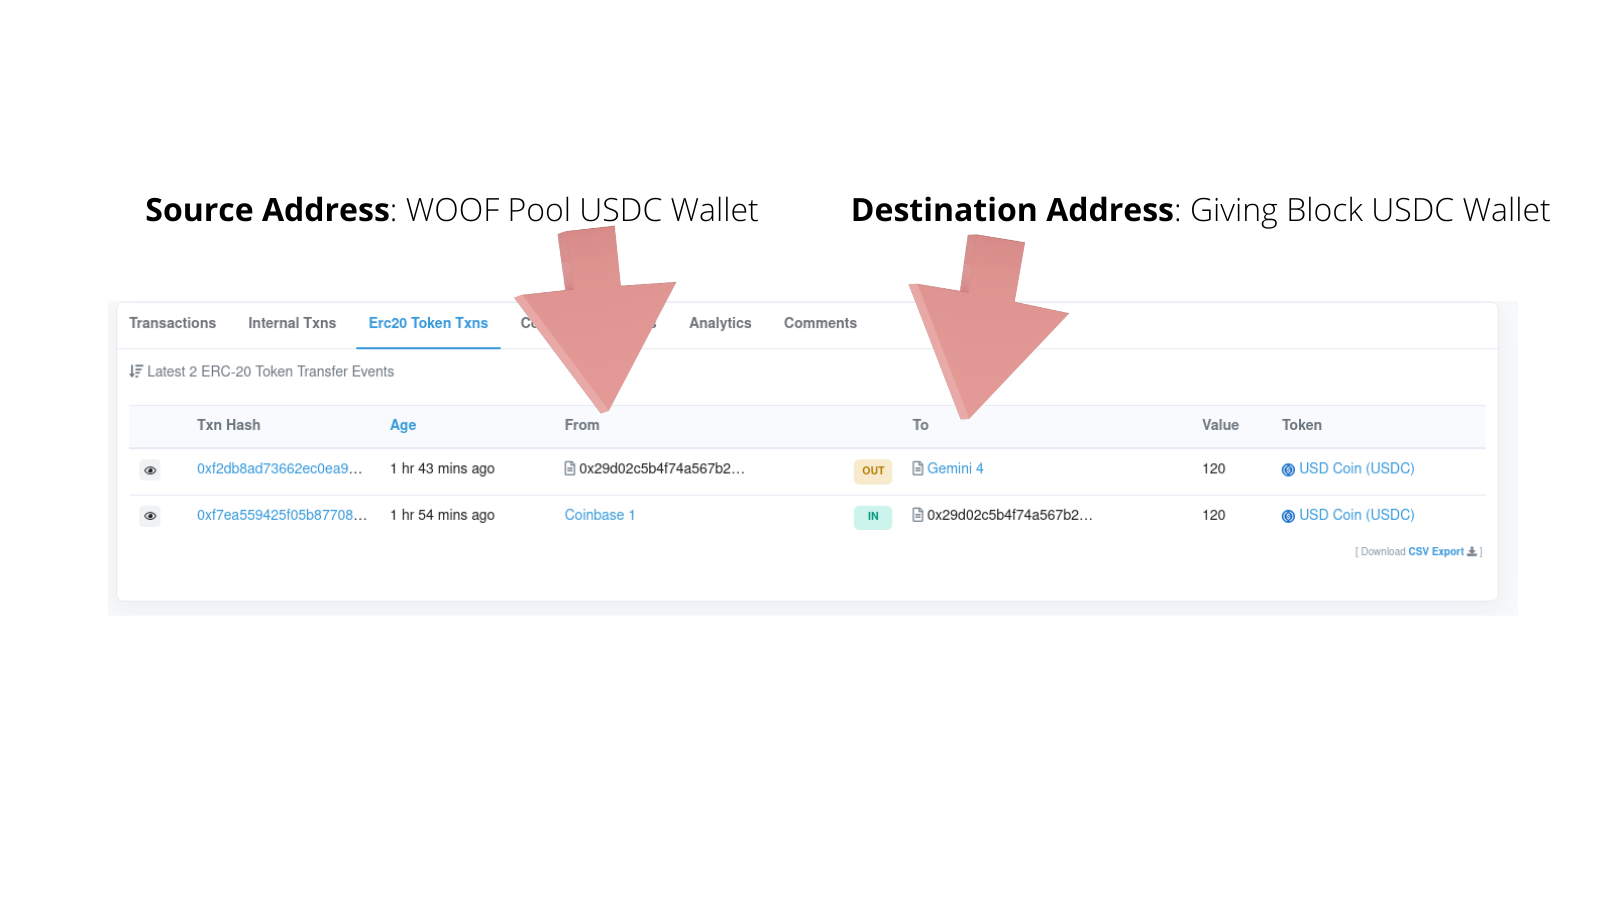 Source Address: WOOF Pool USDC Wallet
Destination Address: Giving Block USDC Wallet
Transactions Internal Txns Erc20 Token Txns Analytics Comments
Latest 2 ERC-20 Token Transfer Events
Txn Hash Age From To Value Token
0xf2db8ad73662ec0ea9... 1 hr 43 mins ago 0x29d02c5b4f74a567b2... OUT Gemini 4 120 USD Coin (USDC)
0xf7ea559425f05b87708... 1 hr 54 mins ago Coinbase 1 IN 0x29d02c5b4f74a567b2... 120 USD Coin (USDC)
[ Download CSV Export ]